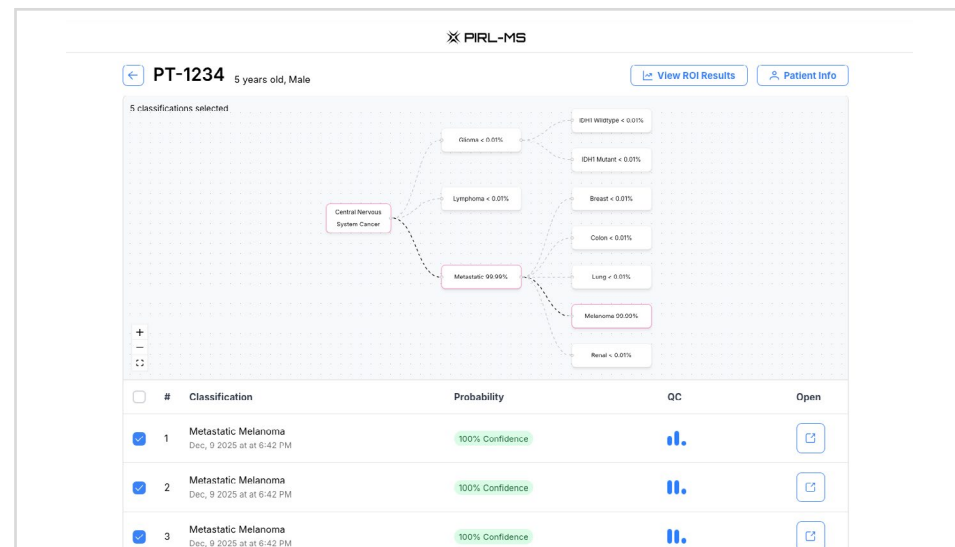 PIRL-MS
PT-1234 5 years old, Male
View ROI Results
Patient Info
5 classifications selected
IDH1 Wildtype < 0.01%
Glioma < 0.01%
IDH1 Mutant < 0.01%
Lymphoma < 0.01%
Breast < 0.01%
Central Nervous
System Cancer
Colon < 0.01%
Metastatic 99.99%
Lung < 0.01%
Melanoma 99.99%
Renal < 0.01%
# Classification Probability QC Open
1 Metastatic Melanoma 100% Confidence
Dec, 9 2025 at at 6:42 PM
2 Metastatic Melanoma 100% Confidence
Dec, 9 2025 at at 6:42 PM
3 Metastatic Melanoma 100% Confidence
Dec, 9 2025 at at 6:42 PM